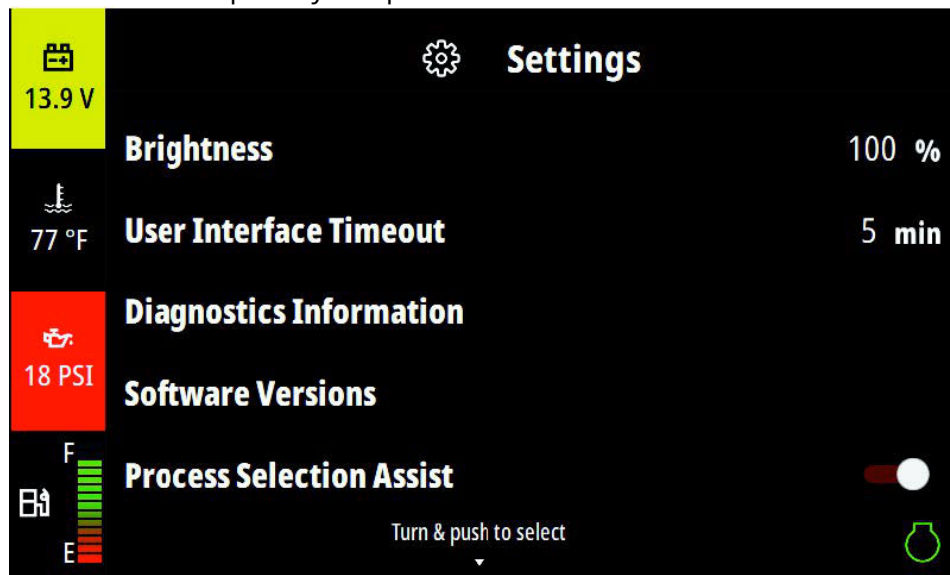 Settings
13.9 V
Brightness 100 %
77 °F
User Interface Timeout 5 min
Diagnostics Information
18 PSI
Software Versions
F
Process Selection Assist
E
Turn & push to select